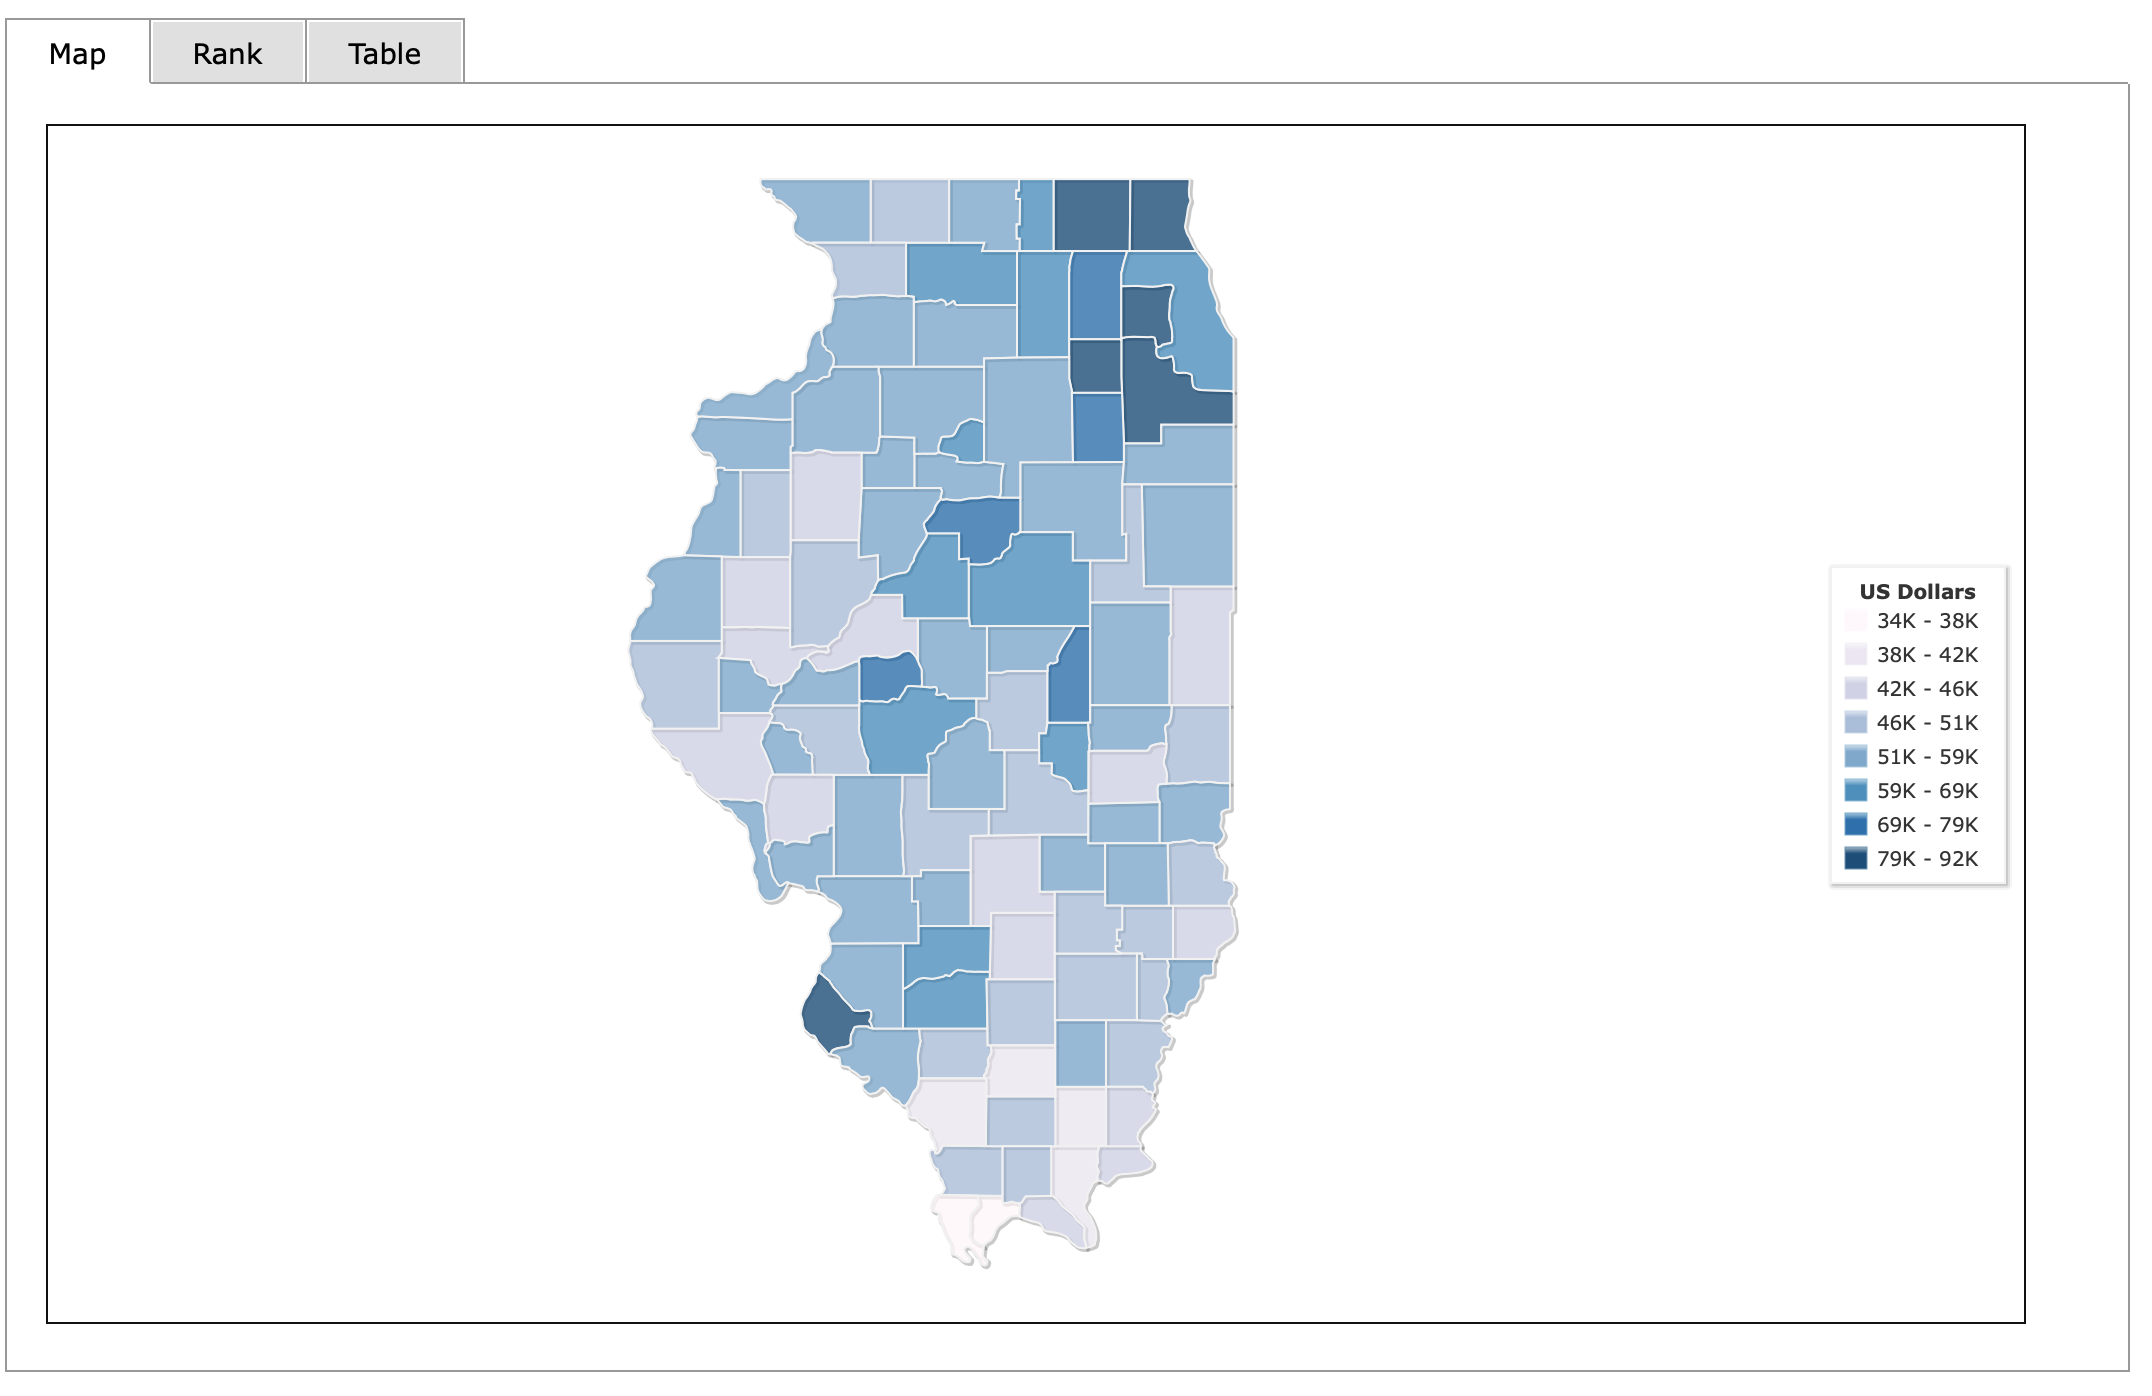 Map
Rank
Table
US Dollars
34K - 38K
38K - 42K
42K - 46K
46K - 51K
51K - 59K
59K - 69K
69K - 79K
79K - 92K